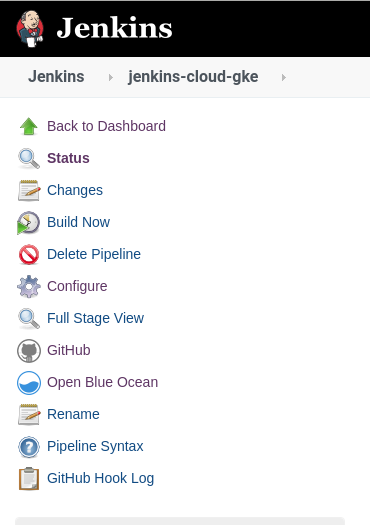 Jenkins
Jenkins jenkins-cloud-gke
Back to Dashboard
Status
Changes
Build Now
Delete Pipeline
Configure
Full Stage View
GitHub
Open Blue Ocean
Rename
? Pipeline Syntax
GitHub Hook Log